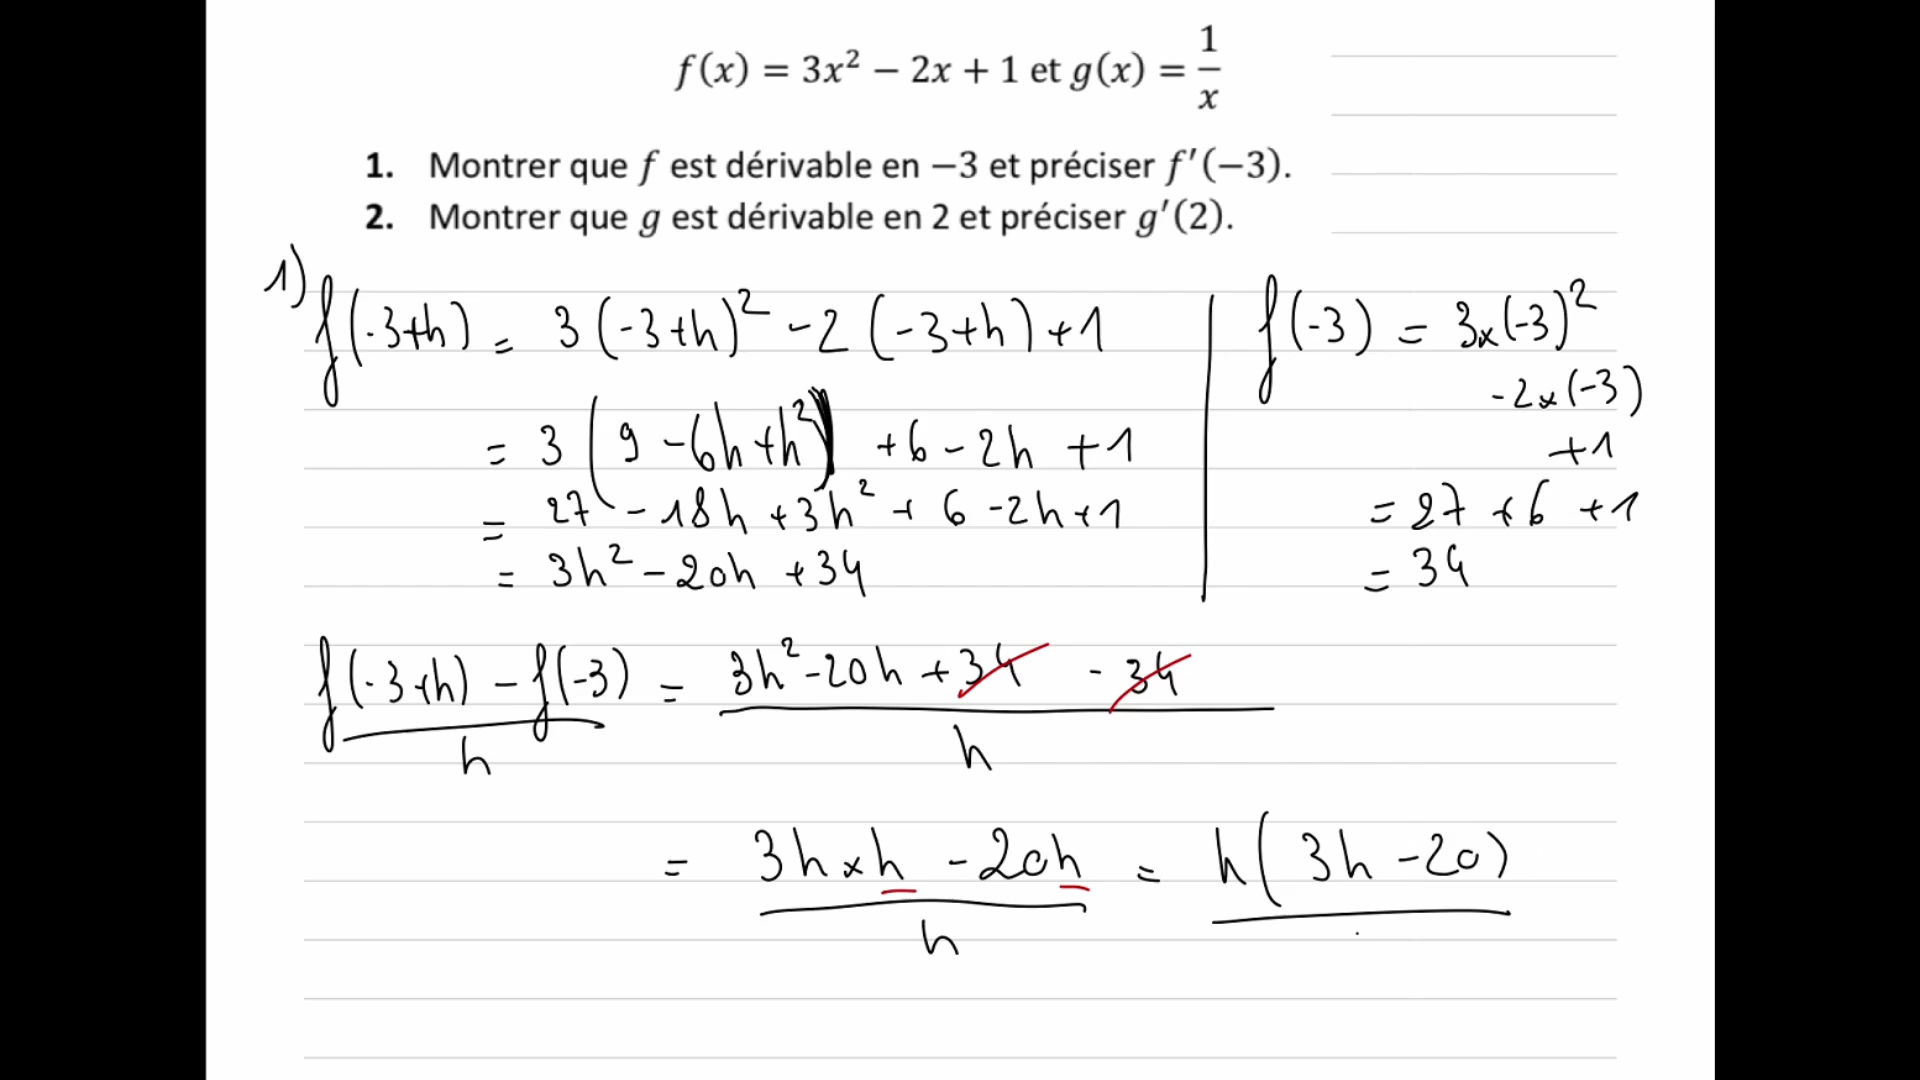 f(x) = 3x² − 2x + 1 et g(x) = 1/x
1. Montrer que f est dérivable en −3 et préciser f′(−3).
2. Montrer que g est dérivable en 2 et préciser g′(2).
1) f(-3+h) = 3(-3+h)² - 2(-3+h) + 1
= 3(9 - 6h + h²) + 6 - 2h + 1
= 27 - 18h + 3h² + 6 - 2h + 1
= 3h² - 20h + 34
f(-3) = 3×(-3)²
-2×(-3)
+1
= 27 + 6 + 1
= 34
(f(-3+h) - f(-3))/h = (3h² - 20h + 34 - 34)/h
= (3h×h - 20h)/h = h(3h - 20)